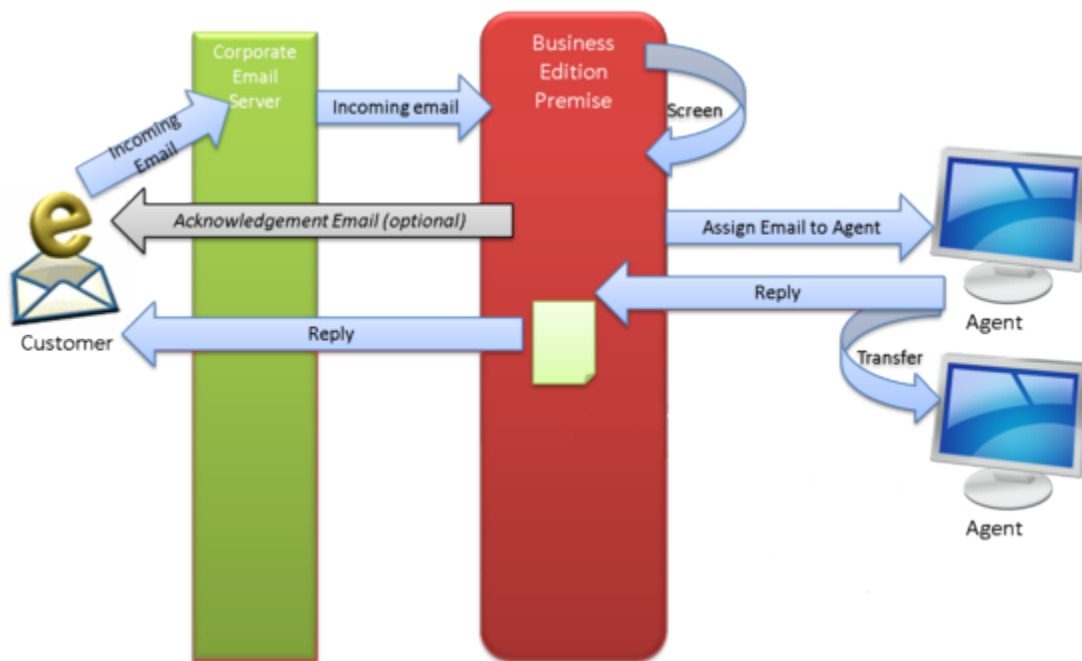 Corporate
Email
Server
Business
Edition
Premise
Incoming
Email
Incoming email
Screen
Acknowledgement Email (optional)
Assign Email to Agent
Reply
Agent
Customer
Reply
Transfer
Agent